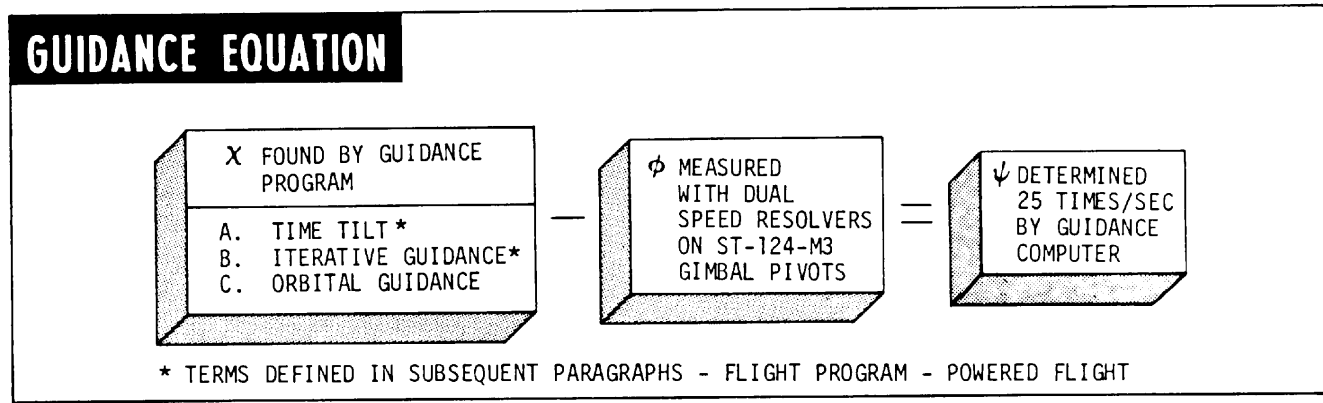 GUIDANCE EQUATION
χ FOUND BY GUIDANCE
PROGRAM
A. TIME TILT *
B. ITERATIVE GUIDANCE*
C. ORBITAL GUIDANCE
—
ϕ MEASURED
WITH DUAL
SPEED RESOLVERS
ON ST-124-M3
GIMBAL PIVOTS
=
ψ DETERMINED
25 TIMES/SEC
BY GUIDANCE
COMPUTER
* TERMS DEFINED IN SUBSEQUENT PARAGRAPHS - FLIGHT PROGRAM - POWERED FLIGHT